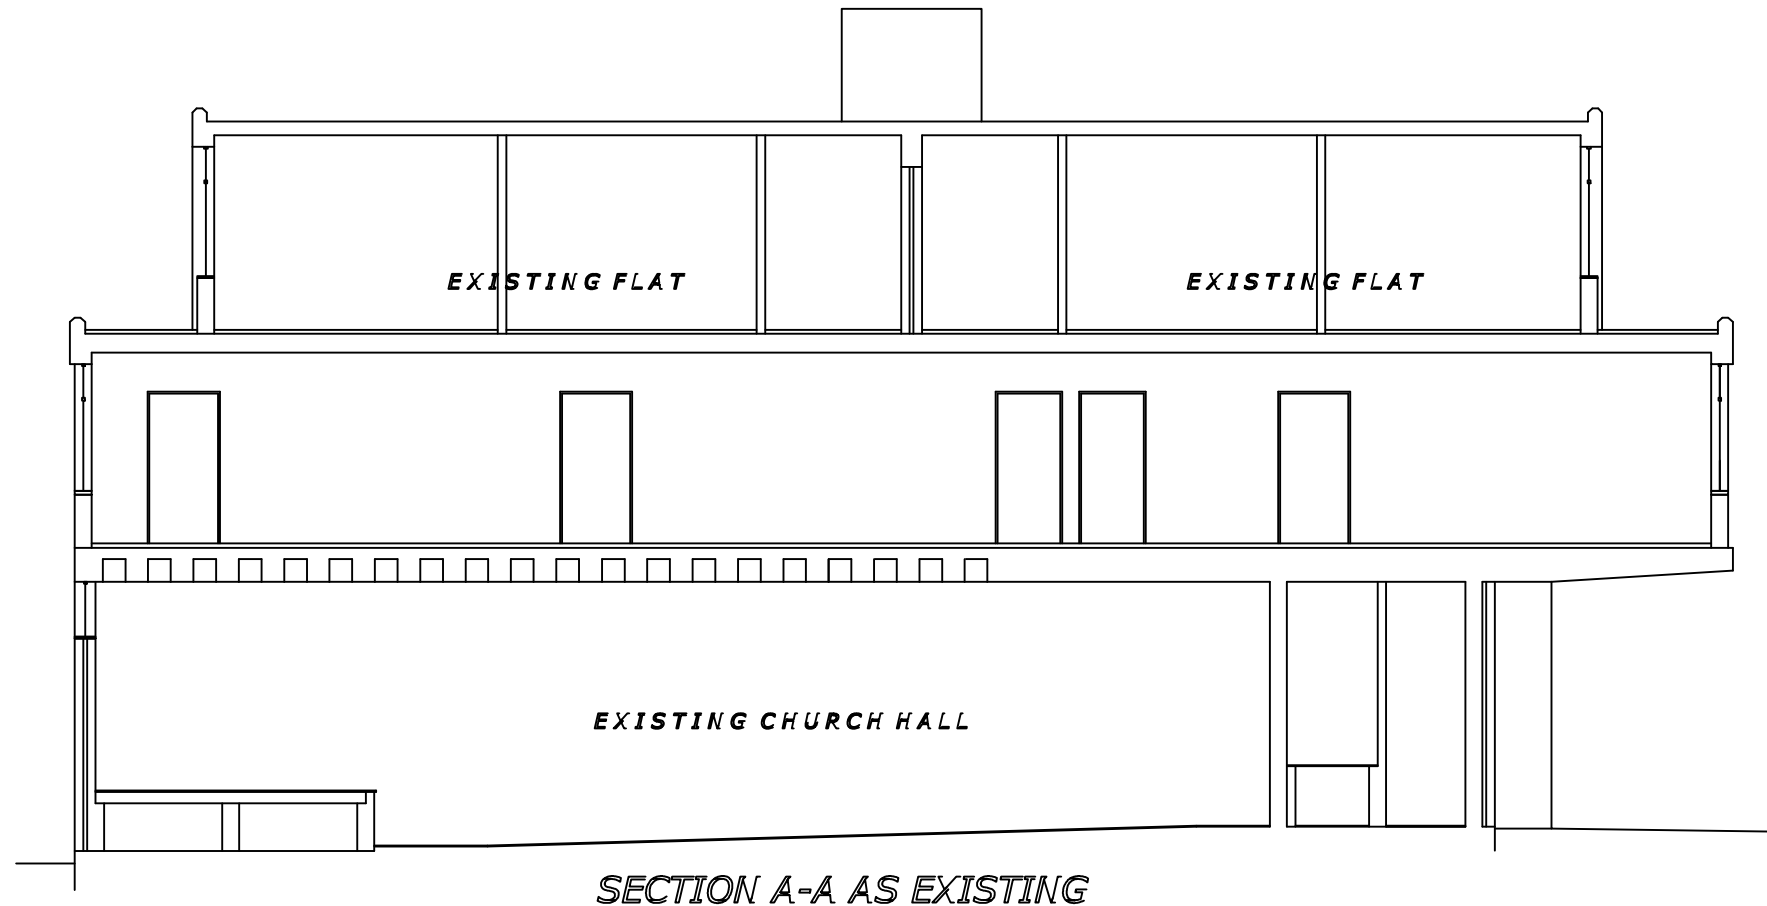 EXISTING FLAT
EXISTING FLAT
EXISTING CHURCH HALL
SECTION A-A AS EXISTING